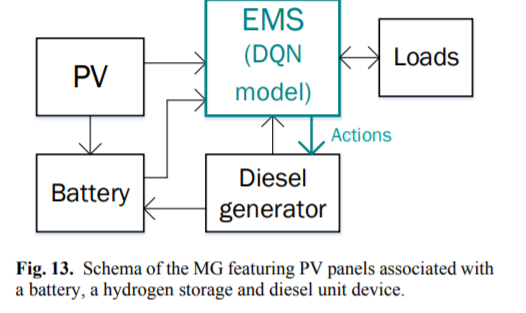 EMS
(DQN
model)
PV
Loads
Actions
Battery
Diesel
generator
Fig. 13. Schema of the MG featuring PV panels associated with
a battery, a hydrogen storage and diesel unit device.